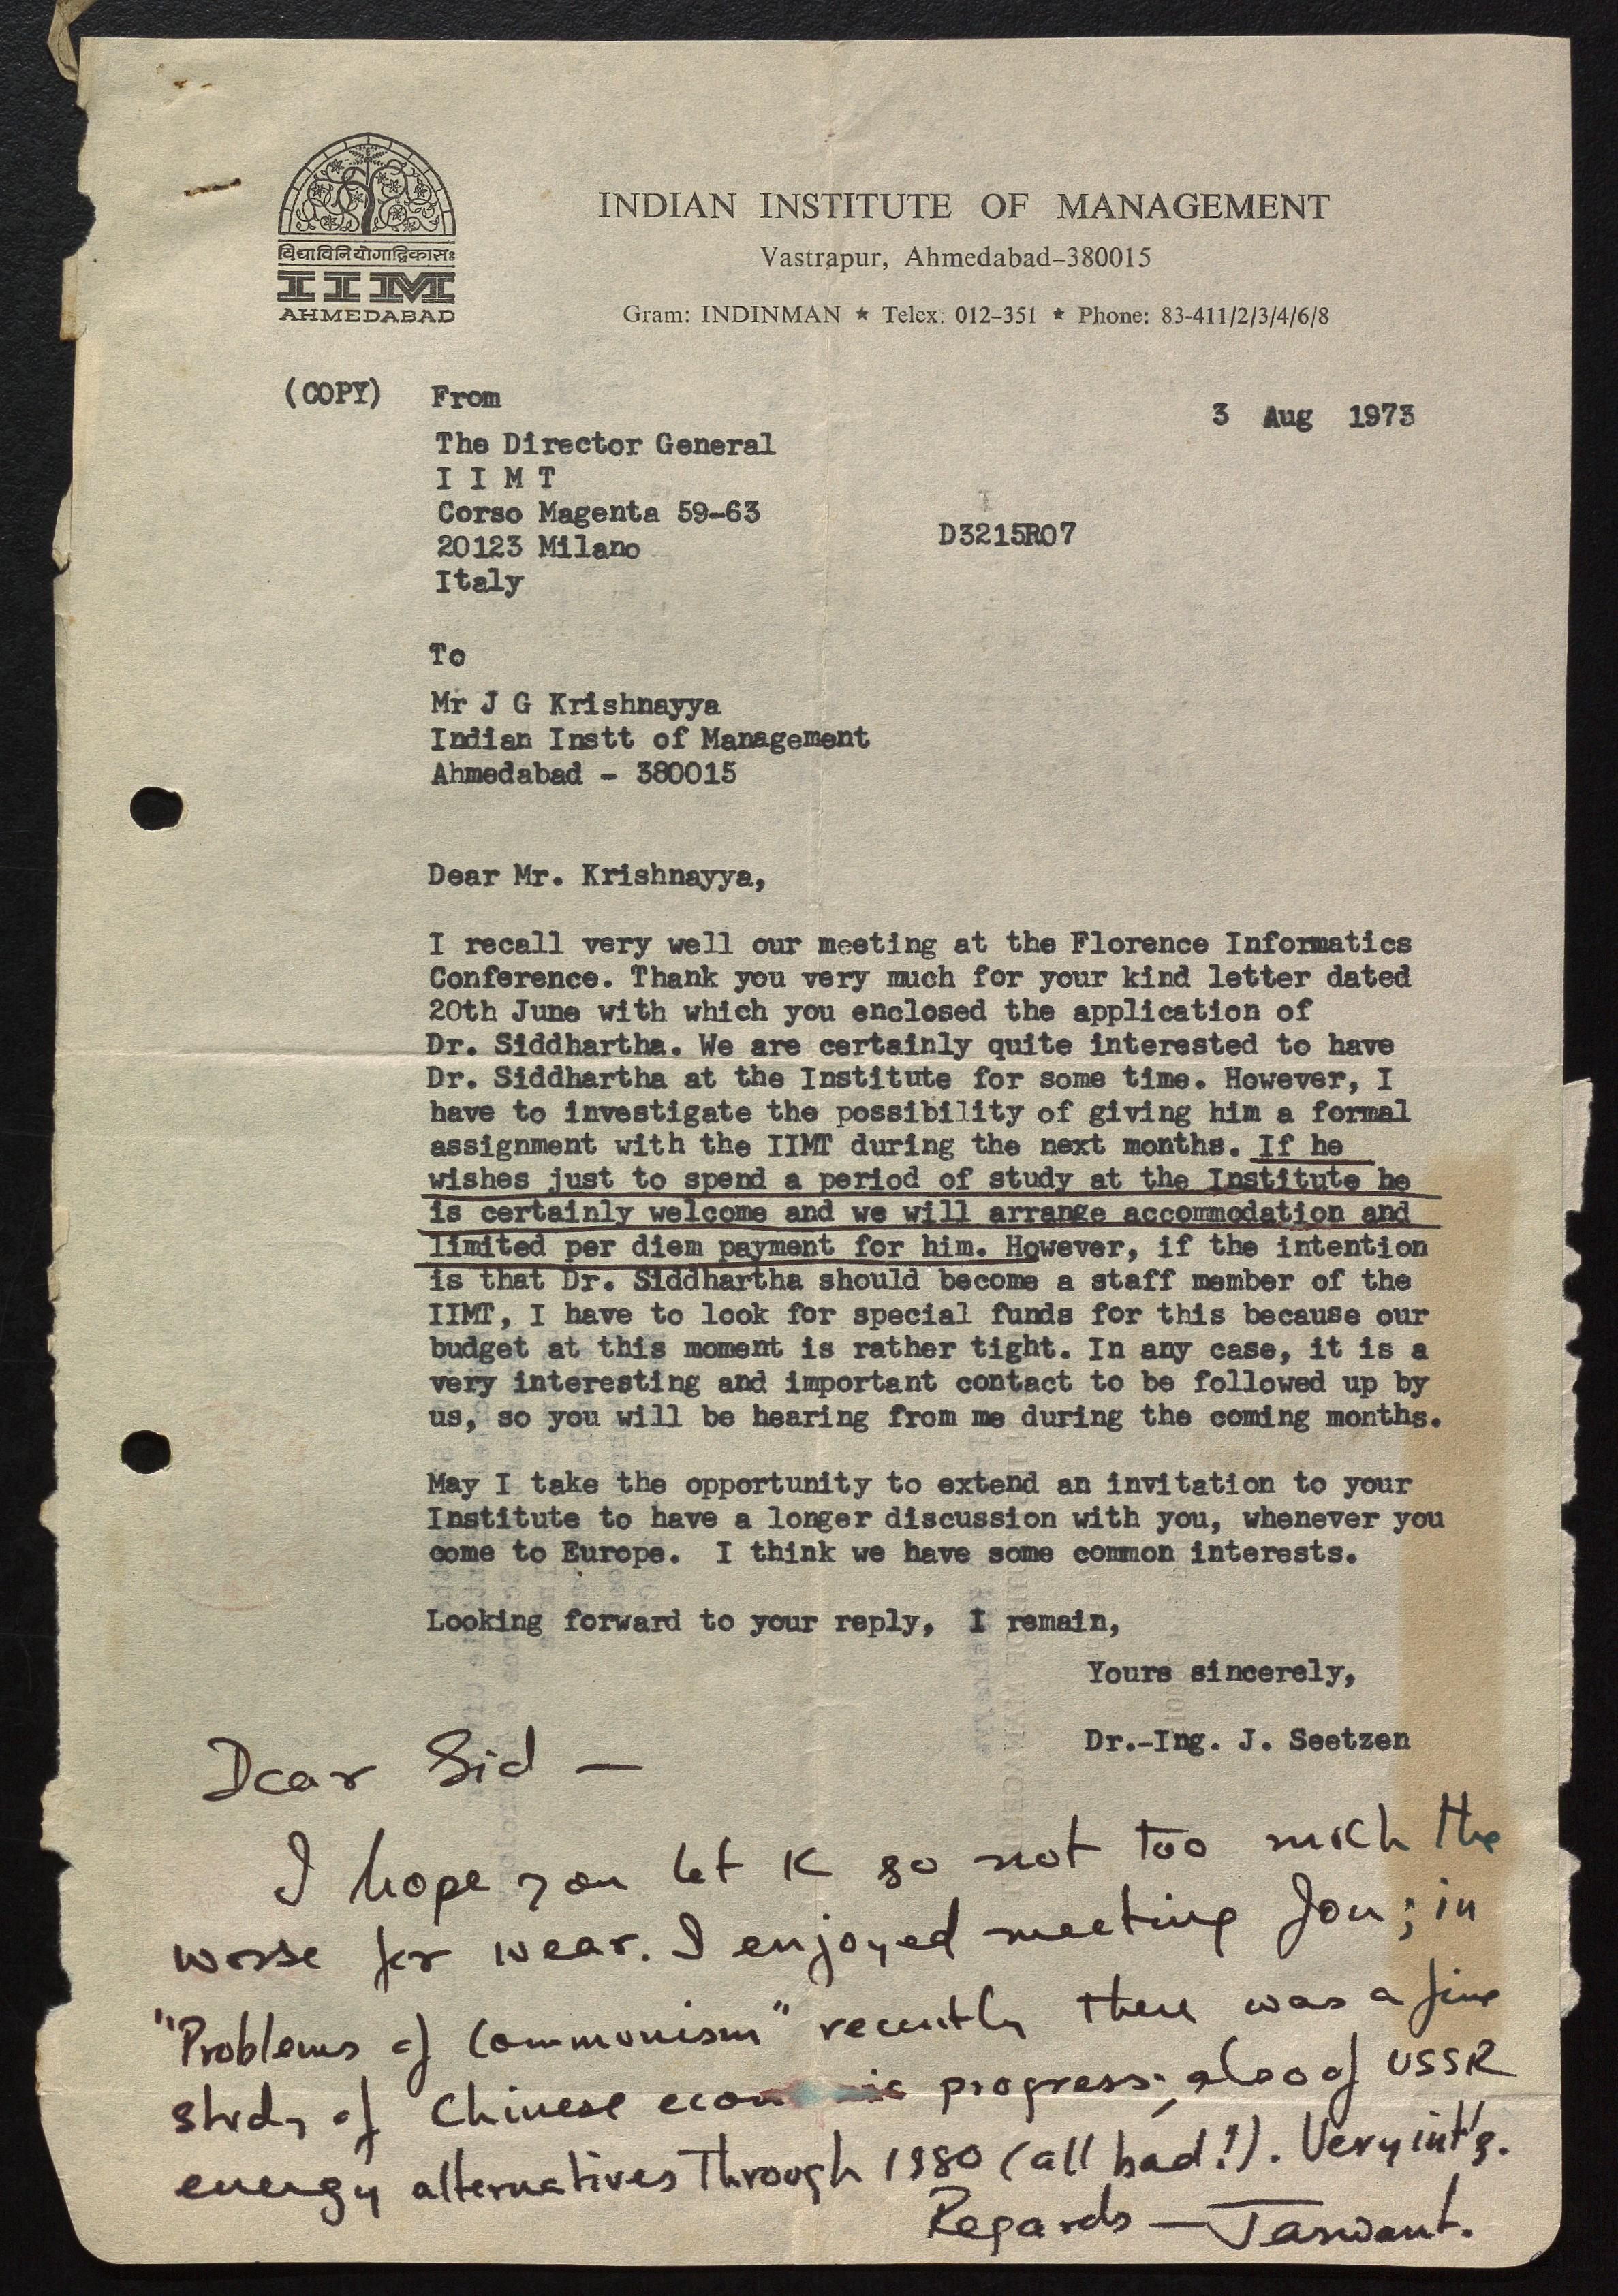 विद्याविनियोगाद्विकासः
IIM
AHMEDABAD
INDIAN INSTITUTE OF MANAGEMENT
Vastrapur, Ahmedabad–380015
Gram: INDINMAN ★ Telex: 012–351 ★ Phone: 83-411/2/3/4/6/8
(COPY) From
3 Aug 1973
The Director General
I I M T
Corso Magenta 59-63
D3215R07
20123 Milano
Italy
To
Mr J G Krishnayya
Indian Instt of Management
Ahmedabad - 380015
Dear Mr. Krishnayya,
I recall very well our meeting at the Florence Informatics
Conference. Thank you very much for your kind letter dated
20th June with which you enclosed the application of
Dr. Siddhartha. We are certainly quite interested to have
Dr. Siddhartha at the Institute for some time. However, I
have to investigate the possibility of giving him a formal
assignment with the IIMT during the next months. If he
wishes just to spend a period of study at the Institute he
is certainly welcome and we will arrange accommodation and
limited per diem payment for him. However, if the intention
is that Dr. Siddhartha should become a staff member of the
IIMT, I have to look for special funds for this because our
budget at this moment is rather tight. In any case, it is a
very interesting and important contact to be followed up by
us, so you will be hearing from me during the coming months.
May I take the opportunity to extend an invitation to your
Institute to have a longer discussion with you, whenever you
come to Europe. I think we have some common interests.
Looking forward to your reply, I remain,
Yours sincerely,
Dr.-Ing. J. Seetzen
Dear Sid —
I hope you let K go not too much the
worse for wear. I enjoyed meeting you; in
"Problems of Communism" recently there was a fine
study of Chinese economic progress; also of USSR
energy alternatives through 1980 (all bad!). Very int'g.
Regards — Jaswant.